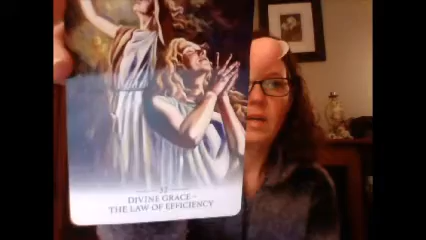 32
DIVINE GRACE -
THE LAW OF EFFICIENCY